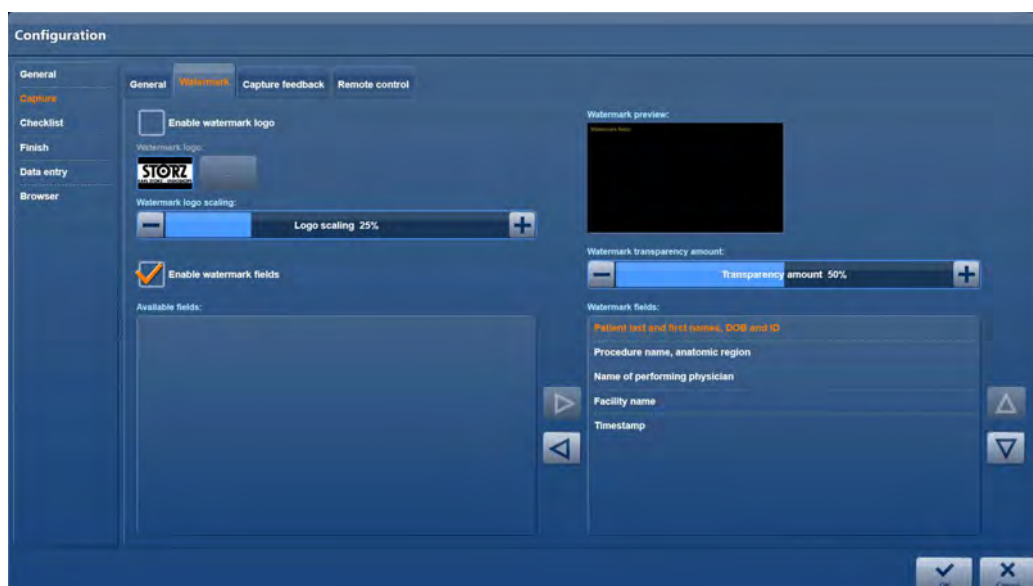 Configuration
General
Capture
Checklist
Finish
Data entry
Browser
General Watermark Capture feedback Remote control
Enable watermark logo
Watermark logo:
STORZ
Watermark logo scaling:
Logo scaling 25%
Enable watermark fields
Available fields:
Watermark preview:
Watermark transparency amount:
Transparency amount 50%
Watermark fields:
Patient last and first names, DOB and ID
Procedure name, anatomic region
Name of performing physician
Facility name
Timestamp
OK
Cancel